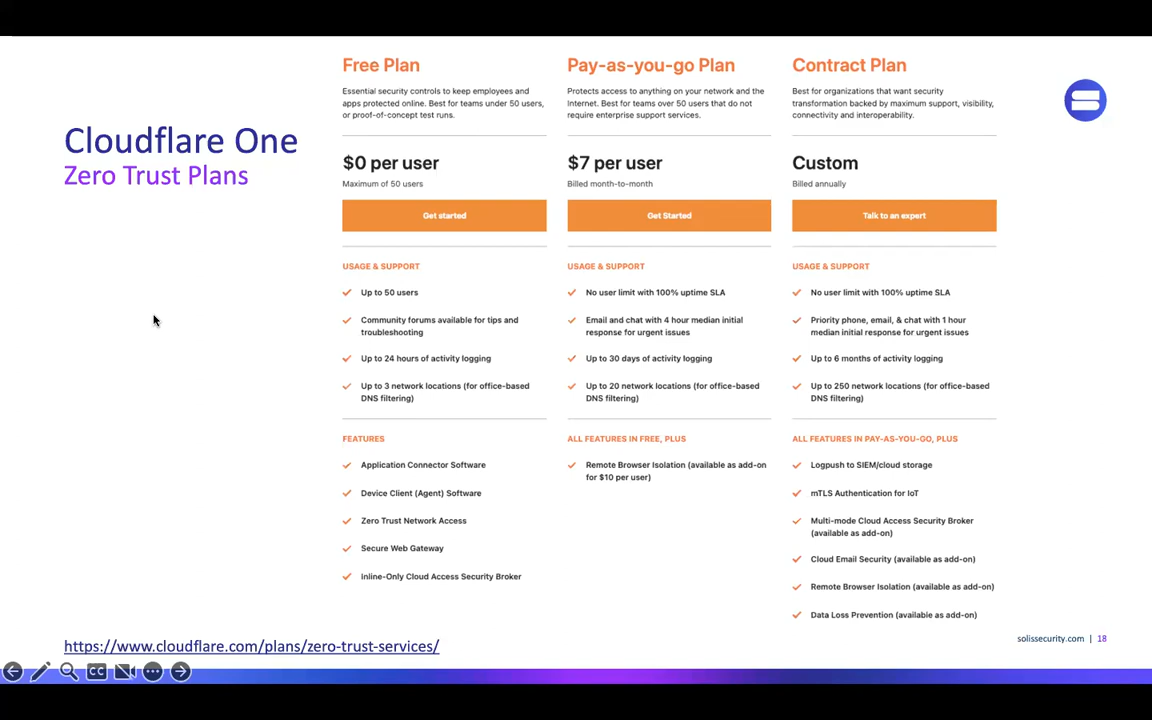 Cloudflare One
Zero Trust Plans
Free Plan
Essential security controls to keep employees and
apps protected online. Best for teams under 50 users,
or proof-of-concept test runs.
$0 per user
Maximum of 50 users
Get started
USAGE & SUPPORT
Up to 50 users
Community forums available for tips and
troubleshooting
Up to 24 hours of activity logging
Up to 3 network locations (for office-based
DNS filtering)
FEATURES
Application Connector Software
Device Client (Agent) Software
Zero Trust Network Access
Secure Web Gateway
Inline-Only Cloud Access Security Broker
Pay-as-you-go Plan
Protects access to anything on your network and the
Internet. Best for teams over 50 users that do not
require enterprise support services.
$7 per user
Billed month-to-month
Get Started
USAGE & SUPPORT
No user limit with 100% uptime SLA
Email and chat with 4 hour median initial
response for urgent issues
Up to 30 days of activity logging
Up to 20 network locations (for office-based
DNS filtering)
ALL FEATURES IN FREE, PLUS
Remote Browser Isolation (available as add-on
for $10 per user)
Contract Plan
Best for organizations that want security
transformation backed by maximum support, visibility,
connectivity and interoperability.
Custom
Billed annually
Talk to an expert
USAGE & SUPPORT
No user limit with 100% uptime SLA
Priority phone, email, & chat with 1 hour
median initial response for urgent issues
Up to 6 months of activity logging
Up to 250 network locations (for office-based
DNS filtering)
ALL FEATURES IN PAY-AS-YOU-GO, PLUS
Logpush to SIEM/cloud storage
mTLS Authentication for IoT
Multi-mode Cloud Access Security Broker
(available as add-on)
Cloud Email Security (available as add-on)
Remote Browser Isolation (available as add-on)
Data Loss Prevention (available as add-on)
https://www.cloudflare.com/plans/zero-trust-services/
solissecurity.com | 18
CC